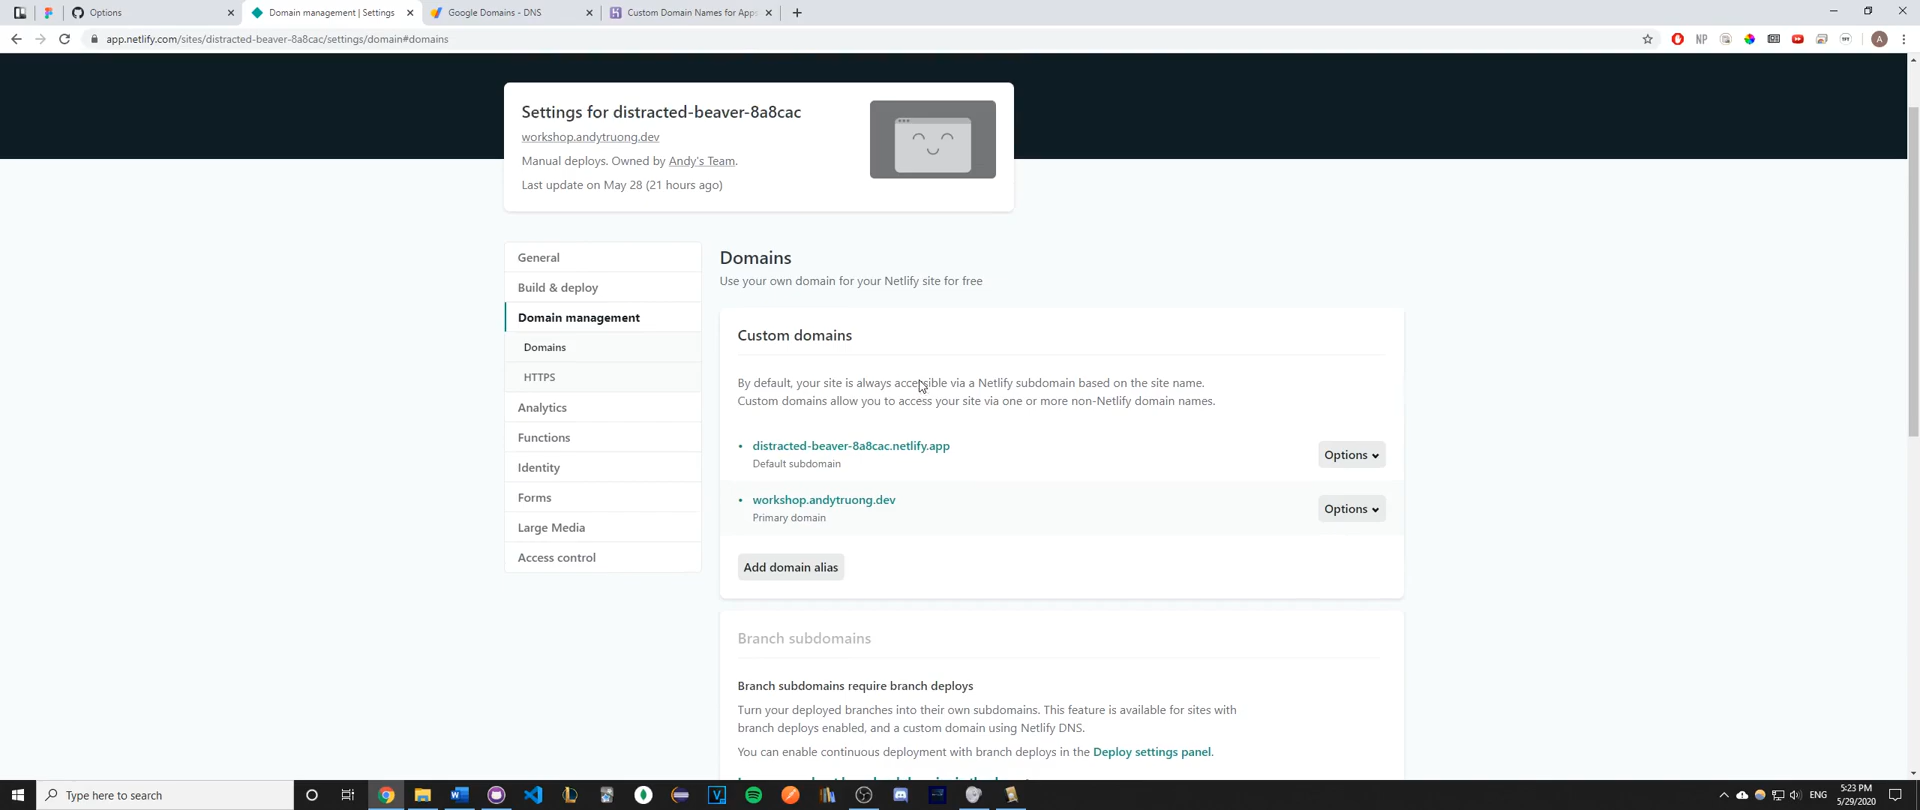 Options
Domain management | Settings
Google Domains - DNS
Custom Domain Names for Apps
app.netlify.com/sites/distracted-beaver-8a8cac/settings/domain#domains
NP
A
Settings for distracted-beaver-8a8cac
workshop.andytruong.dev
Manual deploys. Owned by Andy's Team.
Last update on May 28 (21 hours ago)
General
Build & deploy
Domain management
Domains
HTTPS
Analytics
Functions
Identity
Forms
Large Media
Access control
Domains
Use your own domain for your Netlify site for free
Custom domains
By default, your site is always accessible via a Netlify subdomain based on the site name.
Custom domains allow you to access your site via one or more non-Netlify domain names.
distracted-beaver-8a8cac.netlify.app
Default subdomain
Options
workshop.andytruong.dev
Primary domain
Options
Add domain alias
Branch subdomains
Branch subdomains require branch deploys
Turn your deployed branches into their own subdomains. This feature is available for sites with
branch deploys enabled, and a custom domain using Netlify DNS.
You can enable continuous deployment with branch deploys in the Deploy settings panel.
Type here to search
ENG
5:23 PM
5/29/2020